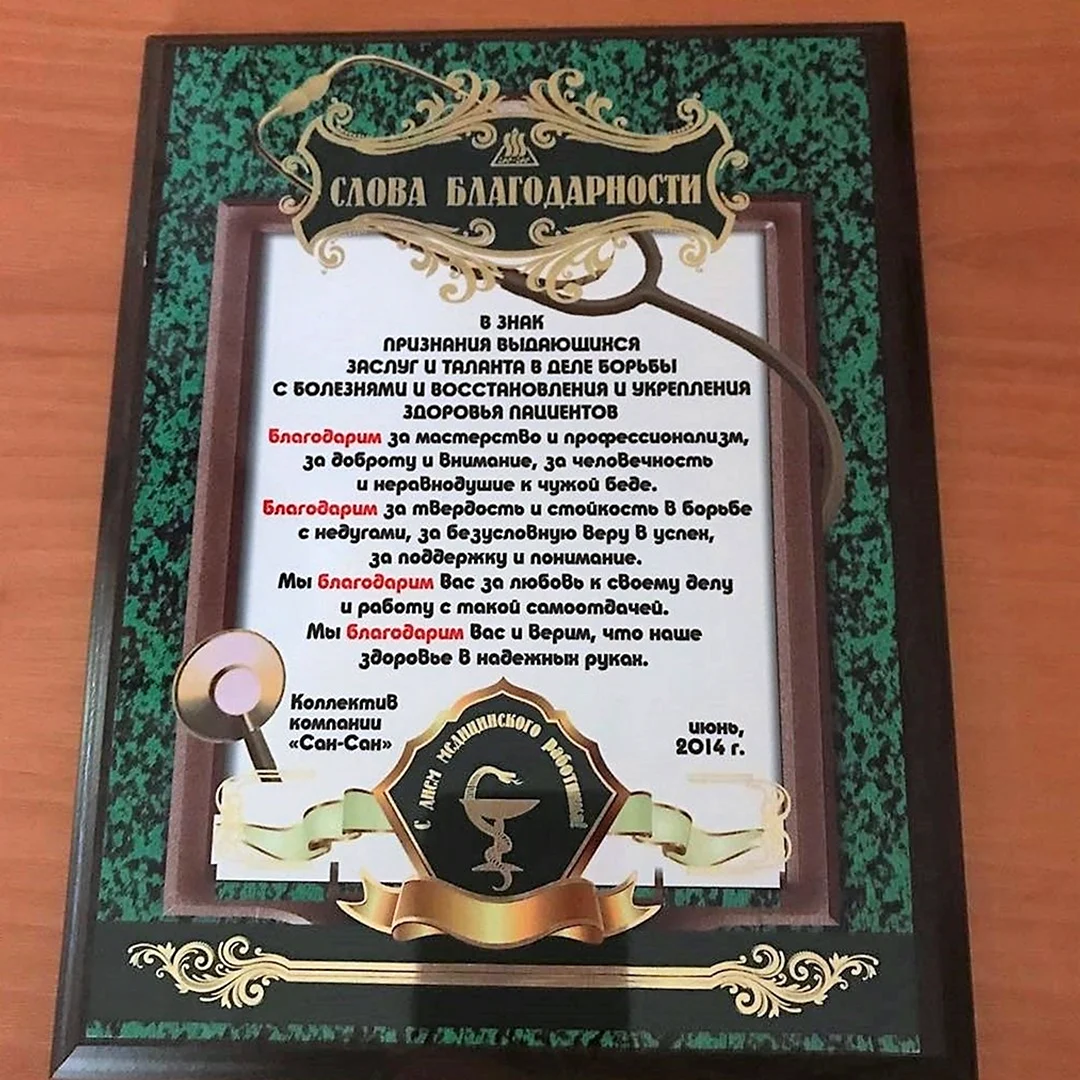 САН-САН
СЛОВА БЛАГОДАРНОСТИ
В ЗНАК
ПРИЗНАНИЯ ВЫДАЮЩИХСЯ
ЗАСЛУГ И ТАЛАНТА В ДЕЛЕ БОРЬБЫ
С БОЛЕЗНЯМИ И ВОССТАНОВЛЕНИЯ И УКРЕПЛЕНИЯ
ЗДОРОВЬЯ ПАЦИЕНТОВ
Благодарим за мастерство и профессионализм,
за доброту и внимание, за человечность
и неравнодушие к чужой беде.
Благодарим за твердость и стойкость в борьбе
с недугами, за безусловную веру в успех,
за поддержку и понимание.
Мы благодарим вас за любовь к своему делу
и работу с такой самоотдачей.
Мы благодарим вас и верим, что наше
здоровье в надежных руках.
Коллектив
компании
«Сан-Сан»
июнь,
2014 г.
С днем медицинского работника!